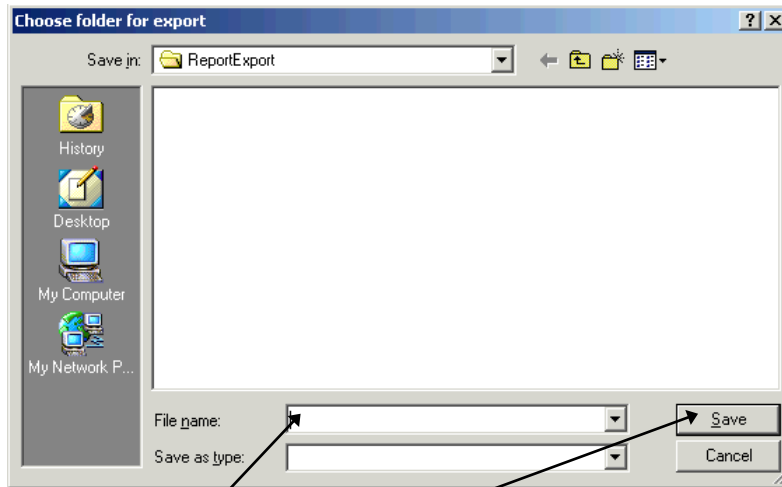 Choose folder for export
Save in: ReportExport
History
Desktop
My Computer
My Network P...
File name:
Save
Save as type:
Cancel